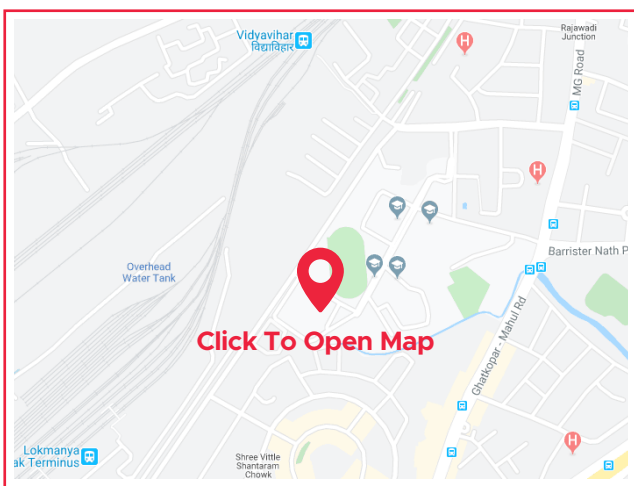 Rajawadi
Junction
Vidyavihar
विद्याविहार
H
MG Road
H
Barrister Nath P
Overhead
Water Tank
Click To Open Map
Ghatkopar - Mahul Rd
Lokmanya
ak Terminus
Shree Vittle
Shantaram
Chowk
H